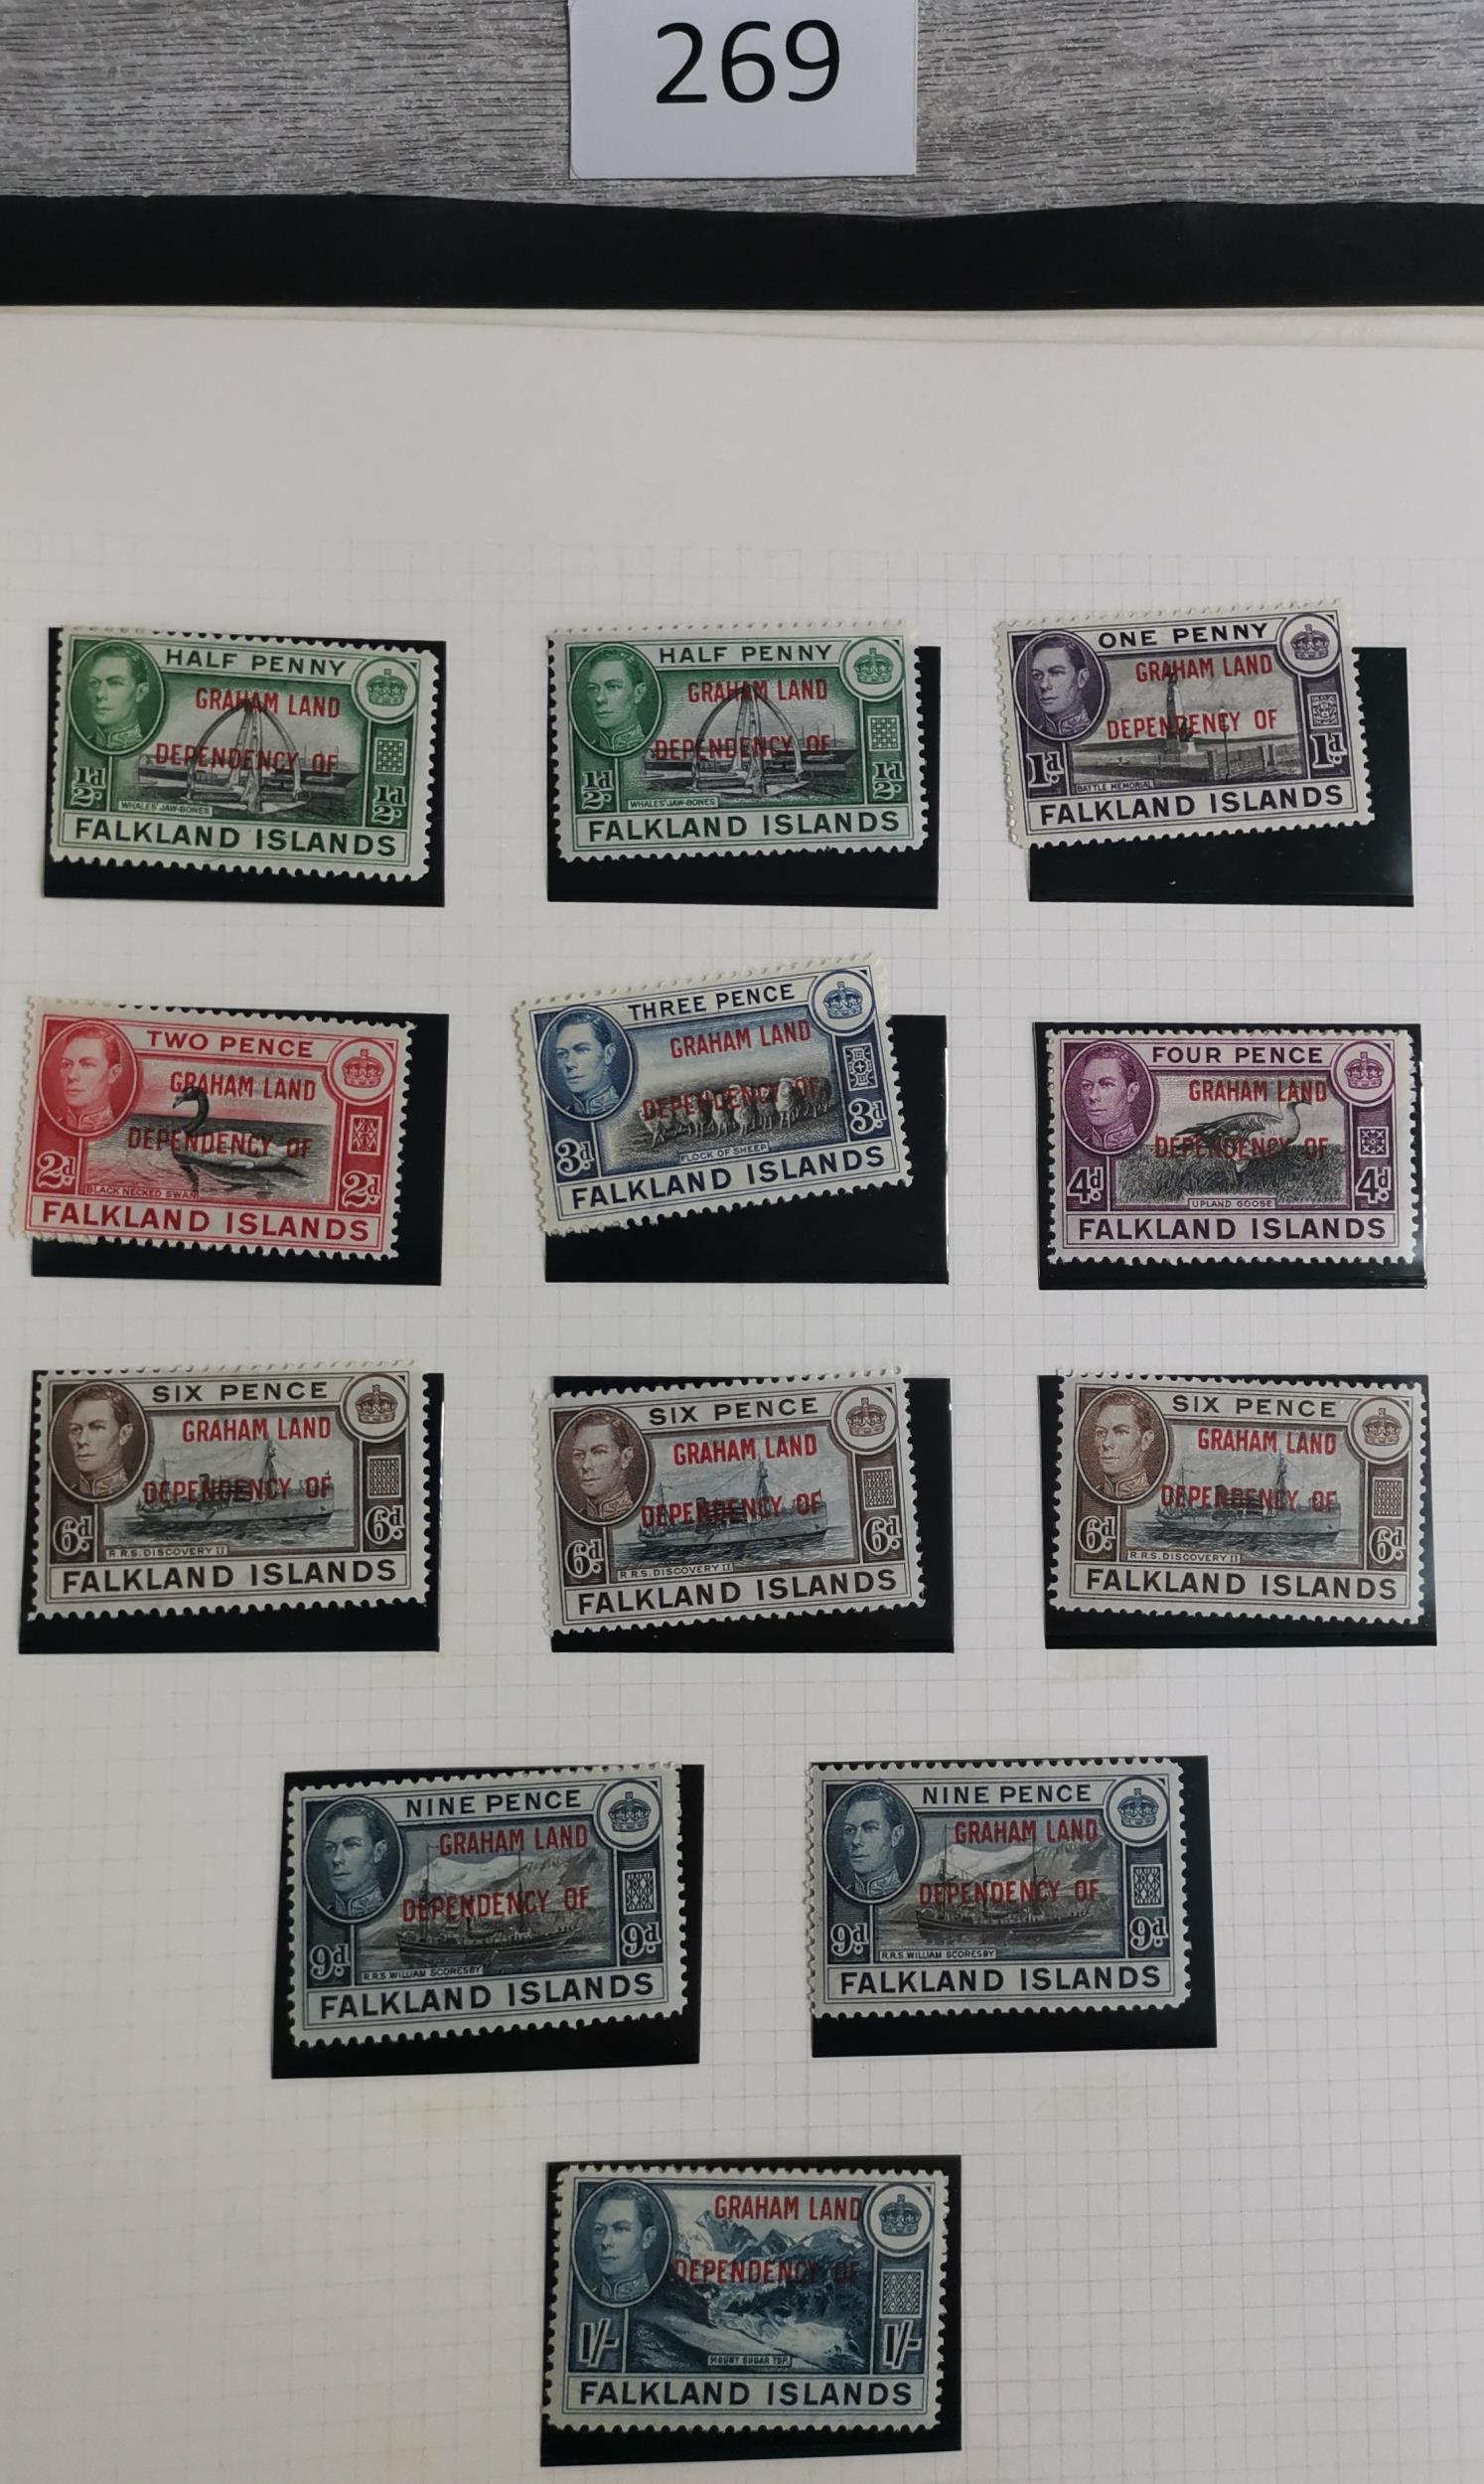 269
HALF PENNY
GRAHAM LAND
DEPENDENCY OF
½d
½d
WHALES' JAW-BONES
FALKLAND ISLANDS
HALF PENNY
GRAHAM LAND
DEPENDENCY OF
½d
½d
WHALES' JAW-BONES
FALKLAND ISLANDS
ONE PENNY
GRAHAM LAND
DEPENDENCY OF
1d
1d
BATTLE MEMORIAL
FALKLAND ISLANDS
TWO PENCE
GRAHAM LAND
DEPENDENCY OF
2d
2d
BLACK NECKED SWAN
FALKLAND ISLANDS
THREE PENCE
GRAHAM LAND
DEPENDENCY OF
3d
3d
FLOCK OF SHEEP
FALKLAND ISLANDS
FOUR PENCE
GRAHAM LAND
DEPENDENCY OF
4d
4d
UPLAND GOOSE
FALKLAND ISLANDS
SIX PENCE
GRAHAM LAND
DEPENDENCY OF
6d
6d
R.R.S. DISCOVERY II
FALKLAND ISLANDS
SIX PENCE
GRAHAM LAND
DEPENDENCY OF
6d
6d
R.R.S. DISCOVERY II
FALKLAND ISLANDS
SIX PENCE
GRAHAM LAND
DEPENDENCY OF
6d
6d
R.R.S. DISCOVERY II
FALKLAND ISLANDS
NINE PENCE
GRAHAM LAND
DEPENDENCY OF
9d
9d
R.R.S. WILLIAM SCORESBY
FALKLAND ISLANDS
NINE PENCE
GRAHAM LAND
DEPENDENCY OF
9d
9d
R.R.S. WILLIAM SCORESBY
FALKLAND ISLANDS
GRAHAM LAND
DEPENDENCY OF
1/-
1/-
MOUNT SUGAR TOP.
FALKLAND ISLANDS